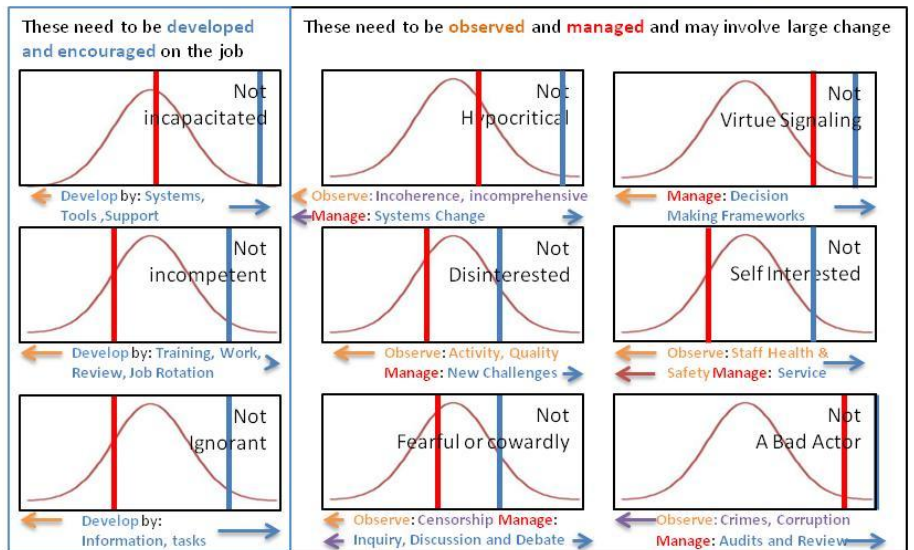 These need to be developed
and encouraged on the job
Not
incapacitated
Develop by: Systems,
Tools ,Support
Not
incompetent
Develop by: Training, Work,
Review, Job Rotation
Not
Ignorant
Develop by:
Information, tasks
These need to be observed and managed and may involve large change
Not
Hypocritical
Observe: Incoherence, incomprehensive
Manage: Systems Change
Not
Virtue Signaling
Manage: Decision
Making Frameworks
Not
Disinterested
Observe: Activity, Quality
Manage: New Challenges
Not
Self Interested
Observe: Staff Health &
Safety Manage: Service
Not
Fearful or cowardly
Observe: Censorship Manage:
Inquiry, Discussion and Debate
Not
A Bad Actor
Observe: Crimes, Corruption
Manage: Audits and Review